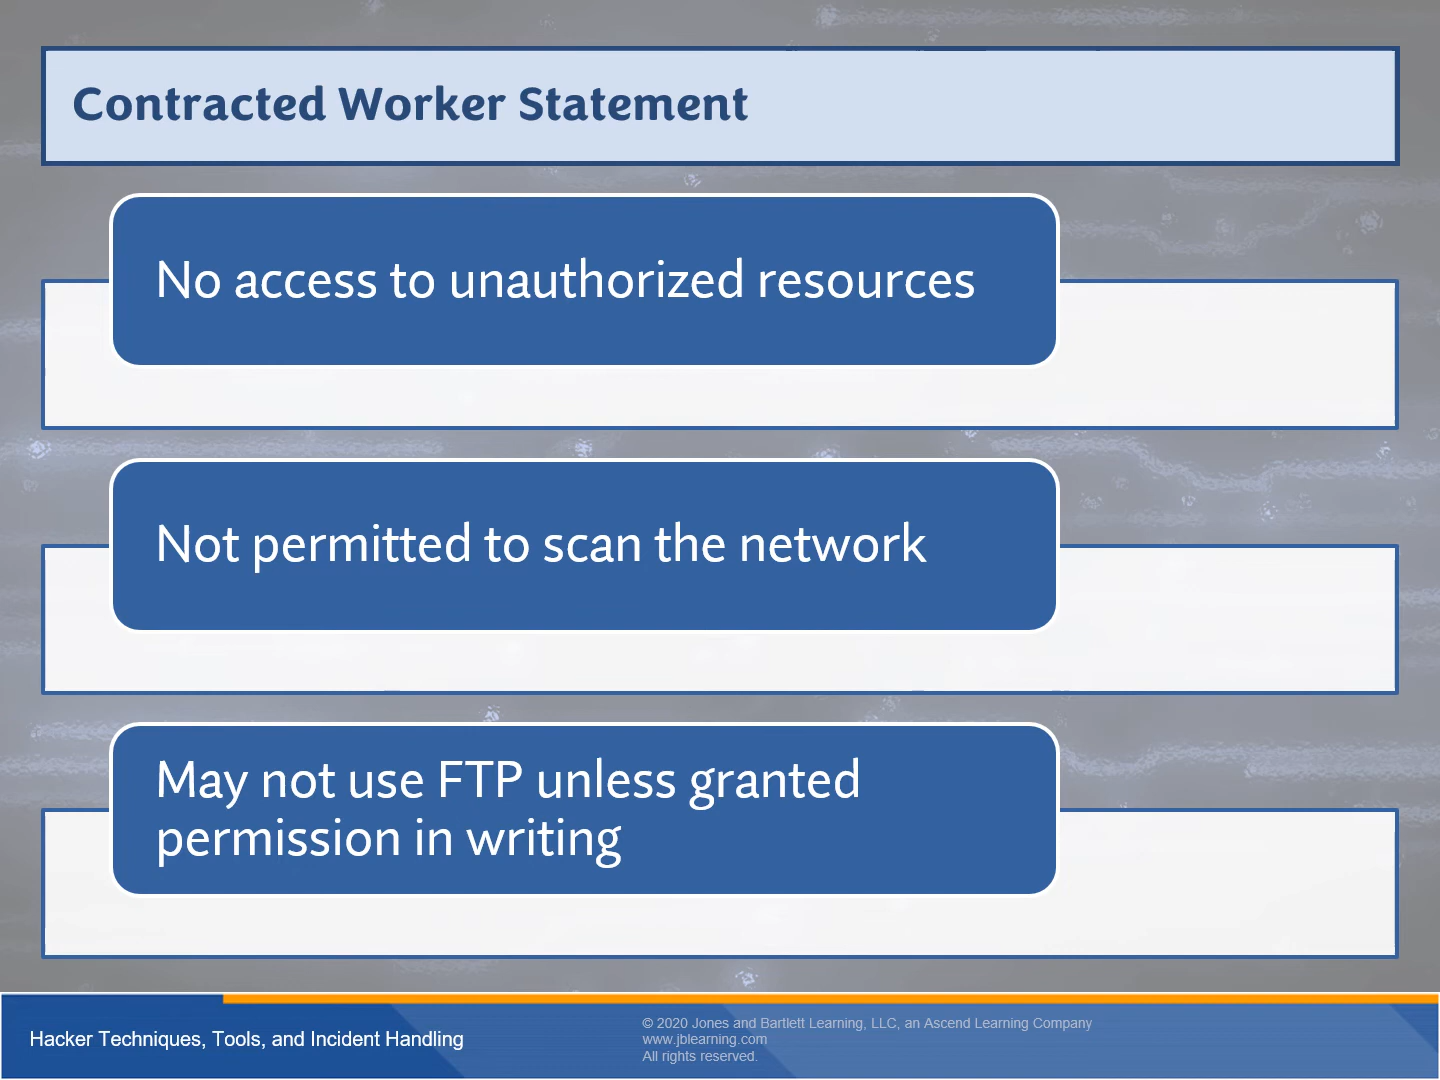 Contracted Worker Statement
No access to unauthorized resources
Not permitted to scan the network
May not use FTP unless granted
permission in writing
Hacker Techniques, Tools, and Incident Handling
© 2020 Jones and Bartlett Learning, LLC, an Ascend Learning Company
www.jblearning.com
All rights reserved.